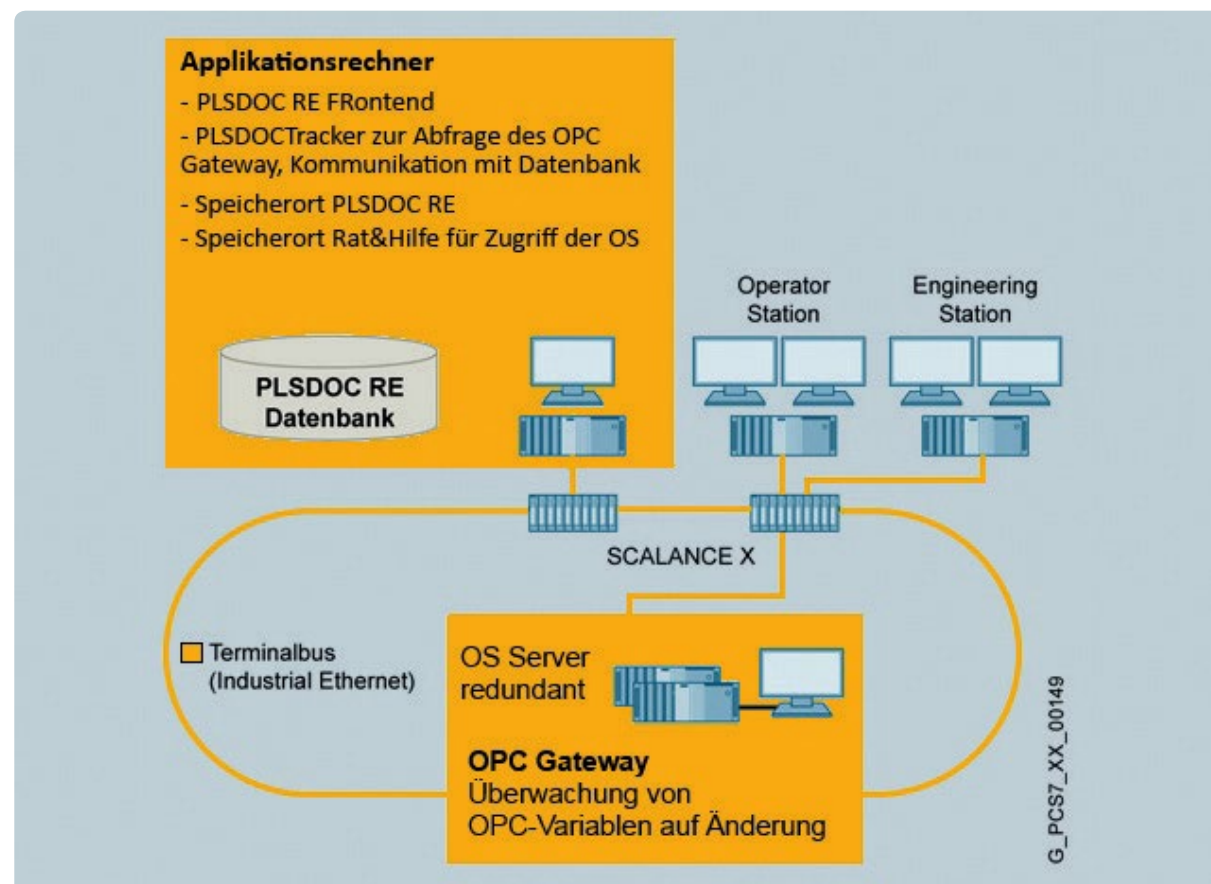 Applikationsrechner
- PLSDOC RE FRontend
- PLSDOCTracker zur Abfrage des OPC
Gateway, Kommunikation mit Datenbank
- Speicherort PLSDOC RE
- Speicherort Rat&Hilfe für Zugriff der OS
PLSDOC RE
Datenbank
Operator
Station
Engineering
Station
SCALANCE X
Terminalbus
(Industrial Ethernet)
OS Server
redundant
OPC Gateway
Überwachung von
OPC-Variablen auf Änderung
G_PCS7_XX_00149